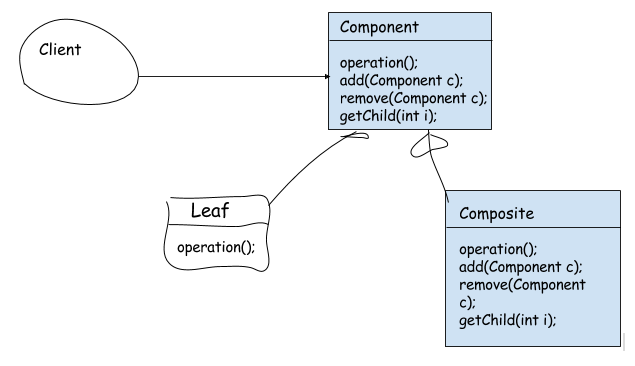 Client
Component
operation();
add(Component c);
remove(Component c);
getChild(int i);
Leaf
operation();
Composite
operation();
add(Component c);
remove(Component
c);
getChild(int i);